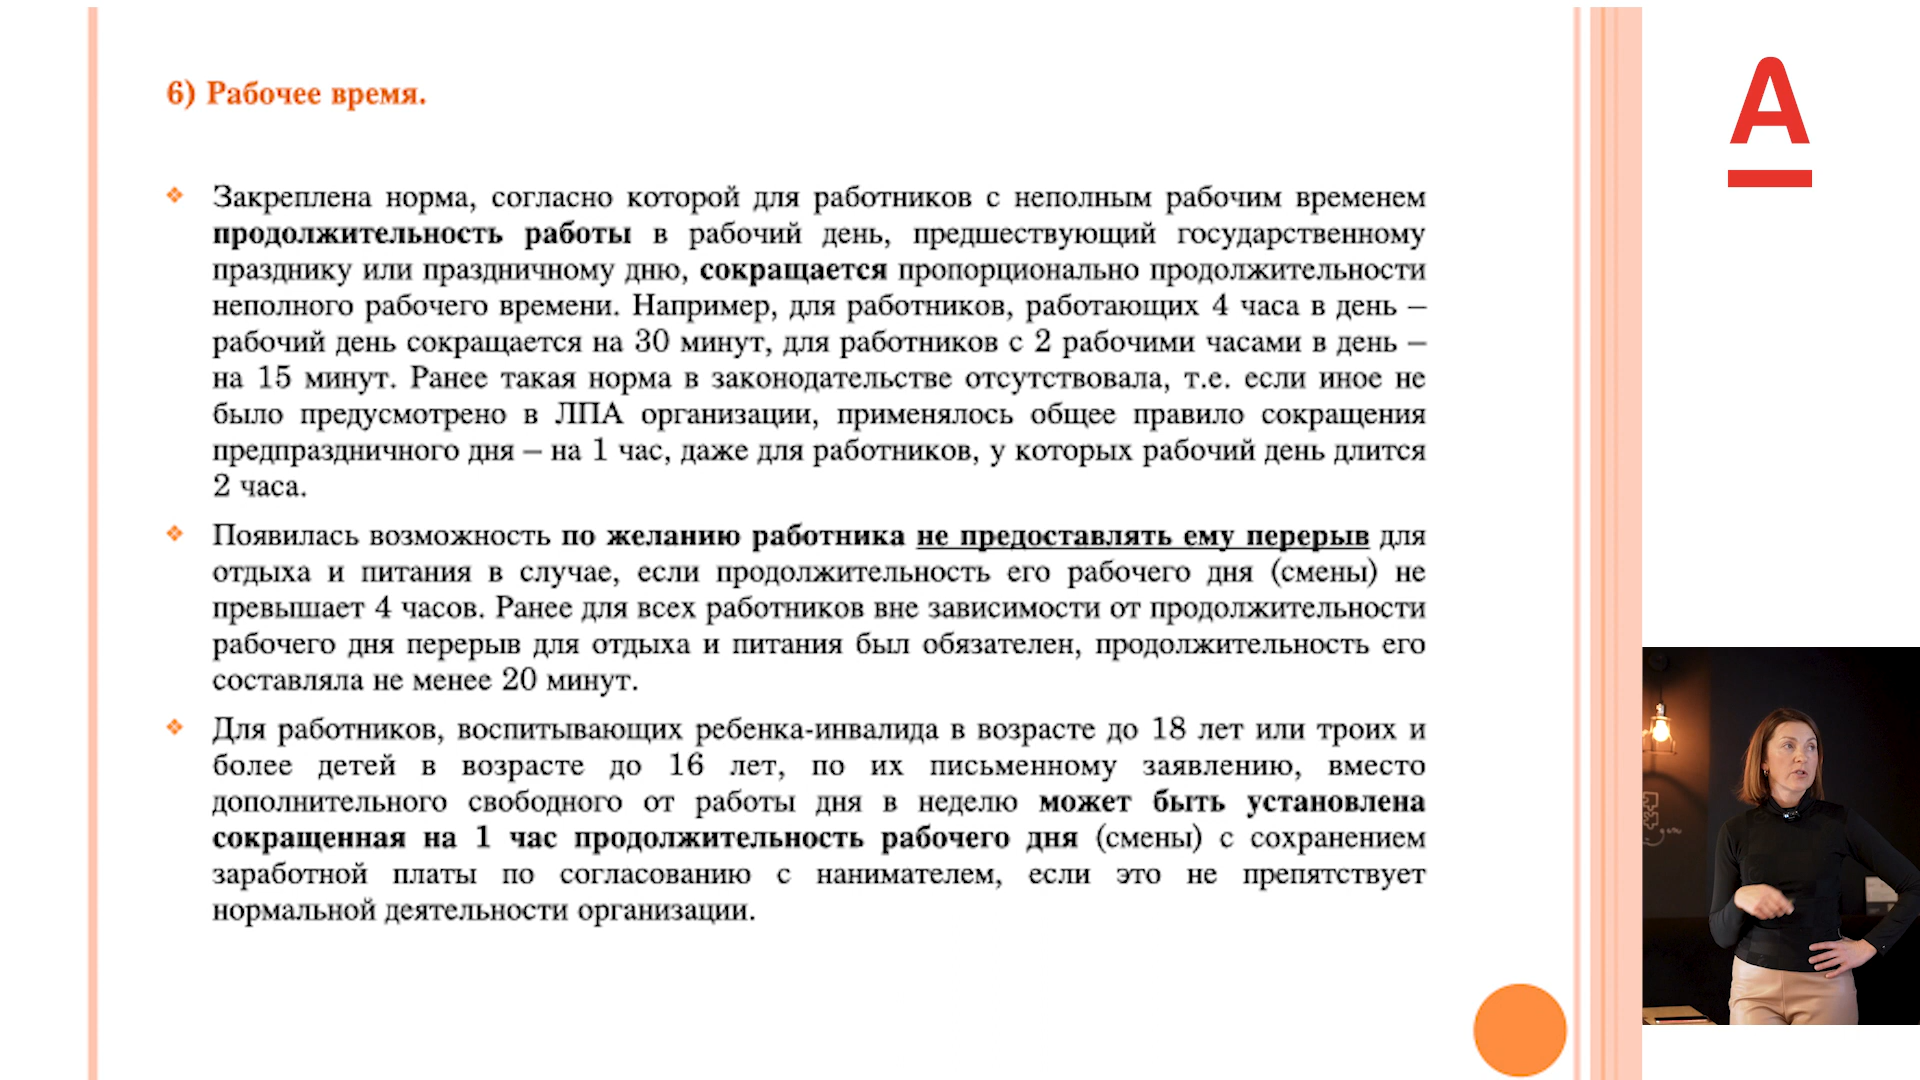 6) Рабочее время.
Закреплена норма, согласно которой для работников с неполным рабочим временем
продолжительность работы в рабочий день, предшествующий государственному
празднику или праздничному дню, сокращается пропорционально продолжительности
неполного рабочего времени. Например, для работников, работающих 4 часа в день –
рабочий день сокращается на 30 минут, для работников с 2 рабочими часами в день –
на 15 минут. Ранее такая норма в законодательстве отсутствовала, т.е. если иное не
было предусмотрено в ЛПА организации, применялось общее правило сокращения
предпраздничного дня – на 1 час, даже для работников, у которых рабочий день длится
2 часа.
Появилась возможность по желанию работника не предоставлять ему перерыв для
отдыха и питания в случае, если продолжительность его рабочего дня (смены) не
превышает 4 часов. Ранее для всех работников вне зависимости от продолжительности
рабочего дня перерыв для отдыха и питания был обязателен, продолжительность его
составляла не менее 20 минут.
Для работников, воспитывающих ребенка-инвалида в возрасте до 18 лет или троих и
более детей в возрасте до 16 лет, по их письменному заявлению, вместо
дополнительного свободного от работы дня в неделю может быть установлена
сокращенная на 1 час продолжительность рабочего дня (смены) с сохранением
заработной платы по согласованию с нанимателем, если это не препятствует
нормальной деятельности организации.
А